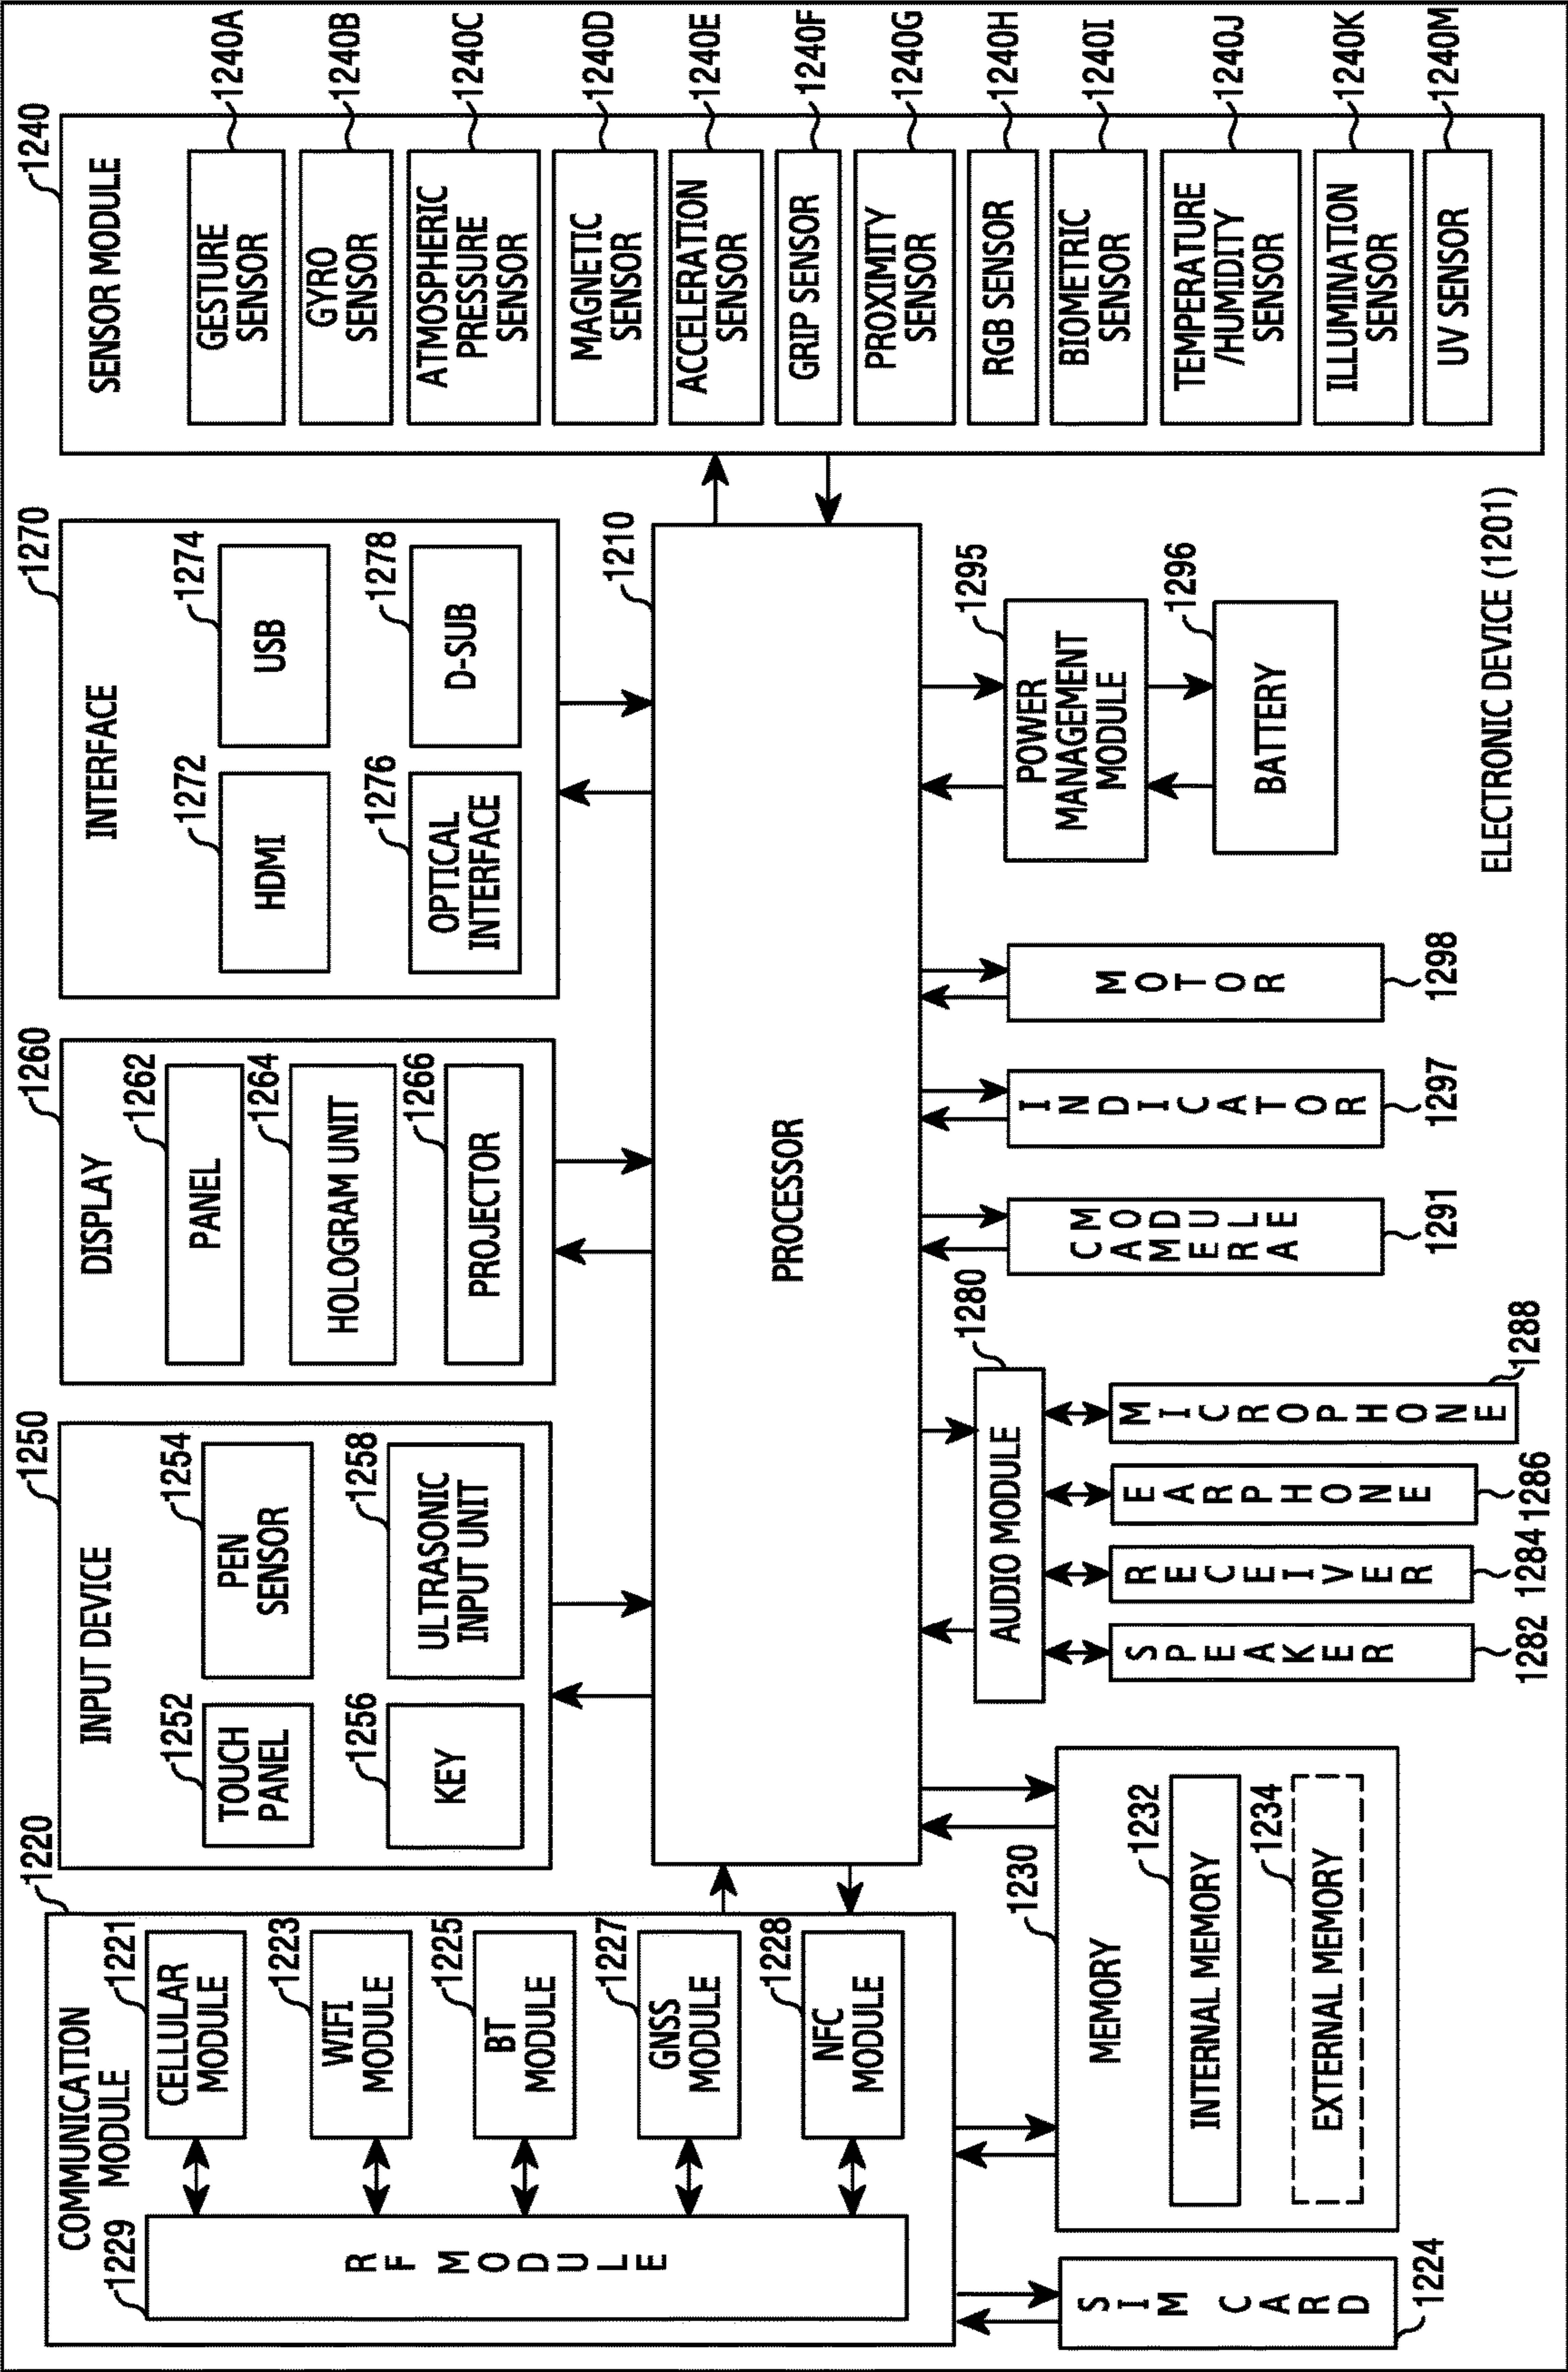 COMMUNICATION
MODULE
1220
1229
RF MODULE
1221
CELLULAR
MODULE
1223
WIFI
MODULE
1225
BT
MODULE
1227
GNSS
MODULE
1228
NFC
MODULE
SIM CARD
1224
INPUT DEVICE
1250
1252
TOUCH
PANEL
1254
PEN
SENSOR
1256
KEY
1258
ULTRASONIC
INPUT UNIT
DISPLAY
1260
1262
PANEL
1264
HOLOGRAM UNIT
1266
PROJECTOR
INTERFACE
1270
1272
HDMI
1274
USB
1276
OPTICAL
INTERFACE
1278
D-SUB
SENSOR MODULE
1240
GESTURE
SENSOR
1240A
GYRO
SENSOR
1240B
ATMOSPHERIC
PRESSURE
SENSOR
1240C
MAGNETIC
SENSOR
1240D
ACCELERATION
SENSOR
1240E
GRIP SENSOR
1240F
PROXIMITY
SENSOR
1240G
RGB SENSOR
1240H
BIOMETRIC
SENSOR
1240I
TEMPERATURE
/HUMIDITY
SENSOR
1240J
ILLUMINATION
SENSOR
1240K
UV SENSOR
1240M
PROCESSOR
1210
MEMORY
1230
1232
INTERNAL MEMORY
1234
EXTERNAL MEMORY
AUDIO MODULE
1280
SPEAKER
1282
RECEIVER
1284
EARPHONE
1286
MICROPHONE
1288
CAMERA
MODULE
1291
INDICATOR
1297
MOTOR
1298
POWER
MANAGEMENT
MODULE
1295
BATTERY
1296
ELECTRONIC DEVICE (1201)